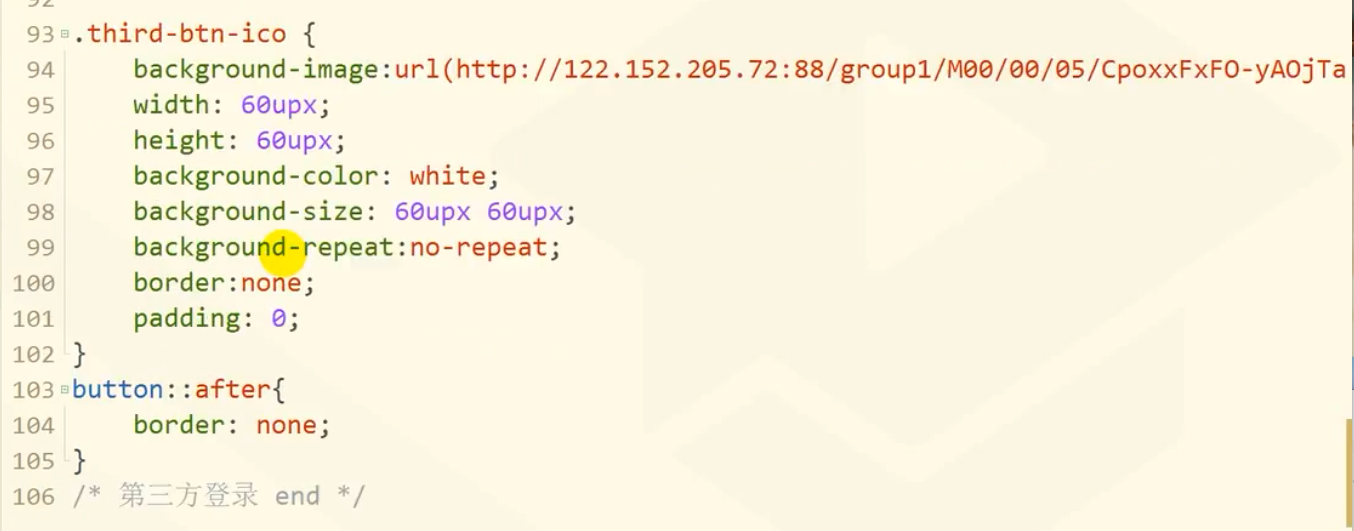 93 .third-btn-ico {
94 background-image:url(http://122.152.205.72:88/group1/M00/00/05/CpoxxFxFO-yAOjTa
95 width: 60upx;
96 height: 60upx;
97 background-color: white;
98 background-size: 60upx 60upx;
99 background-repeat:no-repeat;
100 border:none;
101 padding: 0;
102 }
103 button::after{
104 border: none;
105 }
106 /* 第三方登录 end */